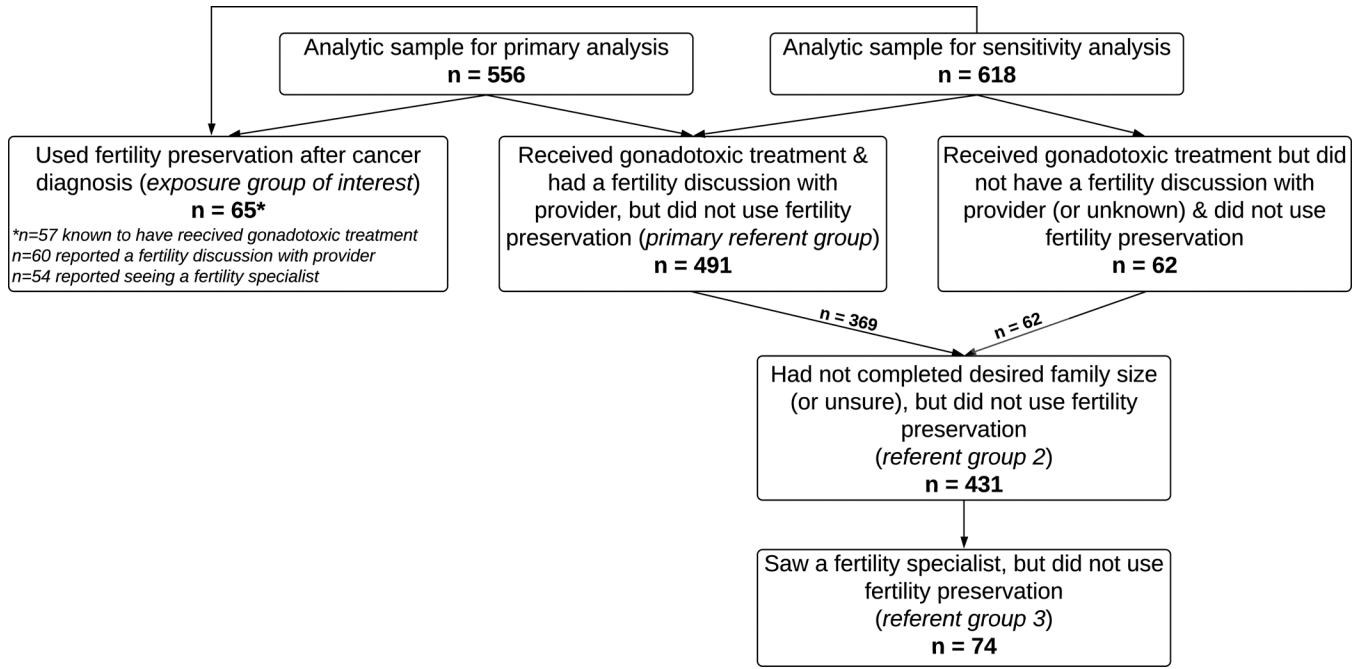 Analytic sample for primary analysis
n = 556
Analytic sample for sensitivity analysis
n = 618
Used fertility preservation after cancer
diagnosis (exposure group of interest)
n = 65*
*n=57 known to have reeceived gonadotoxic treatment
n=60 reported a fertility discussion with provider
n=54 reported seeing a fertility specialist
Received gonadotoxic treatment &
had a fertility discussion with
provider, but did not use fertility
preservation (primary referent group)
n = 491
Received gonadotoxic treatment but did
not have a fertility discussion with
provider (or unknown) & did not use
fertility preservation
n = 62
n = 369
n = 62
Had not completed desired family size
(or unsure), but did not use fertility
preservation
(referent group 2)
n = 431
Saw a fertility specialist, but did not use
fertility preservation
(referent group 3)
n = 74